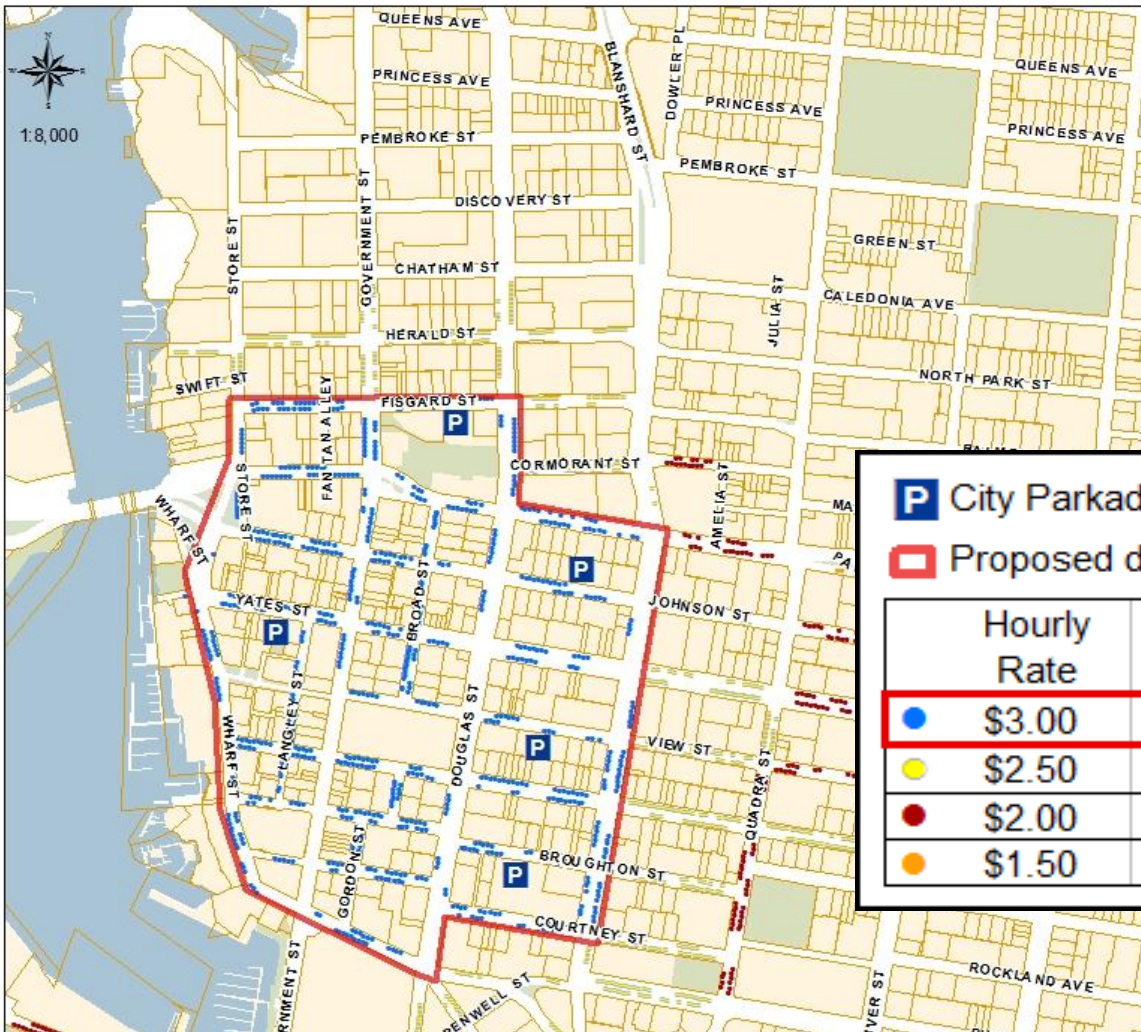 QUEENS AVE
BLANSHARD ST
DOWLER PL
QUEENS AVE
PRINCESS AVE
PRINCESS AVE
PRINCESS AVE
1:8,000
PEMBROKE ST
PEMBROKE ST
GOVERNMENT ST
DISCOVERY ST
STORE ST
GREEN ST
CHATHAM ST
JULIA ST
CALEDONIA AVE
HERALD ST
SWIFT ST
NORTH PARK ST
FAN TAN ALLEY
FISGARD ST
P
CORMORANT ST
STORE ST
AMELIA ST
WHARF ST
P
YATES ST
BROAD ST
JOHNSON ST
P
LANGLEY ST
DOUGLAS ST
WHARF ST
P
VIEW ST
QUADRA ST
GORDON ST
P
BROUGHTON ST
COURTNEY ST
ROCKLAND AVE
P City Parkad
Proposed d
Hourly
Rate
$3.00
$2.50
$2.00
$1.50